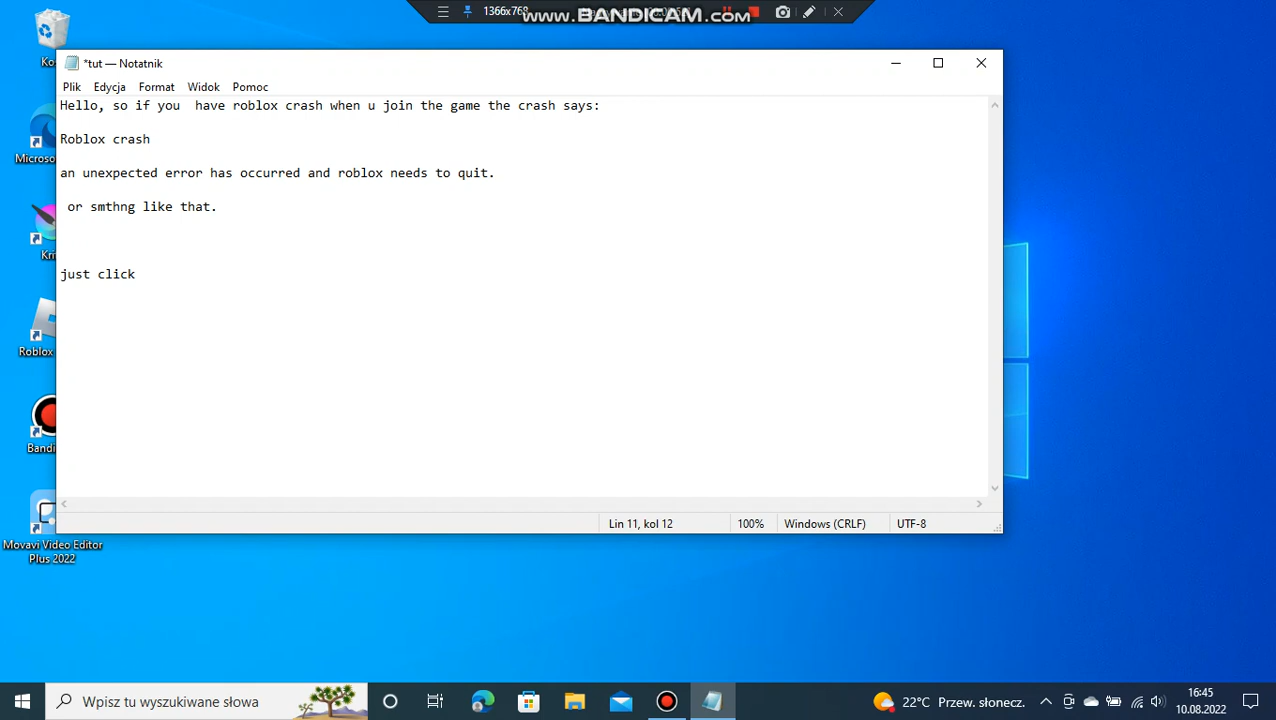 1366x768
www.BANDICAM.com
Kos
*tut — Notatnik
Plik Edycja Format Widok Pomoc
Hello, so if you  have roblox crash when u join the game the crash says:
Roblox crash
an unexpected error has occurred and roblox needs to quit.
or smthng like that.
just click
Microso
Kri
Roblox
Bandi
Movavi Video Editor
Plus 2022
Lin 11, kol 12
100%
Windows (CRLF)
UTF-8
Wpisz tu wyszukiwane słowa
22°C Przew. słonecz.
16:45
10.08.2022